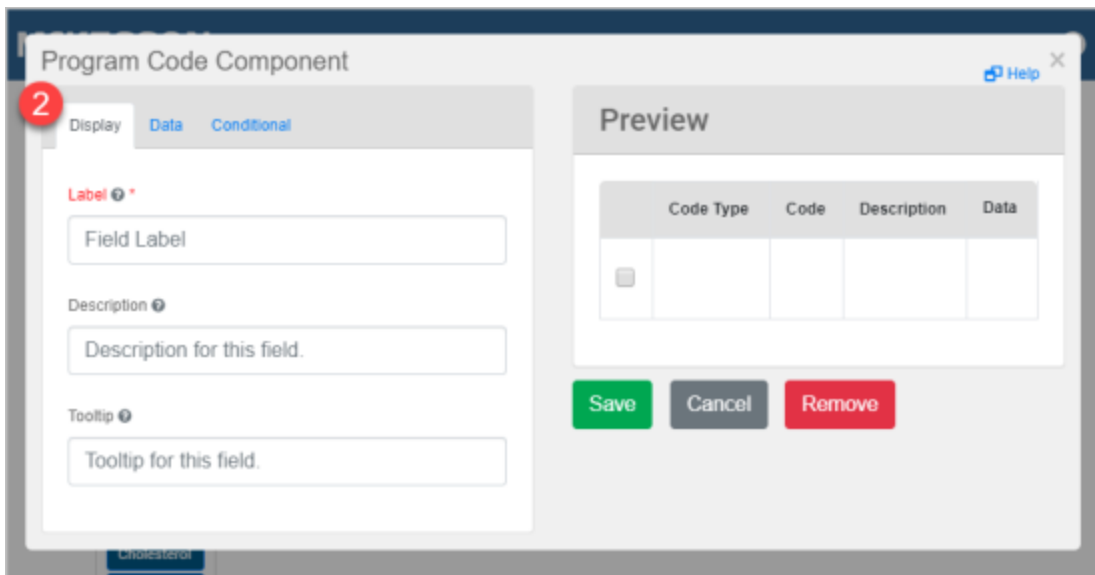 Program Code Component
Help
2
Display Data Conditional
Label *
Field Label
Description
Description for this field.
Tooltip
Tooltip for this field.
Preview
Code Type Code Description Data
Save Cancel Remove
Cholesterol